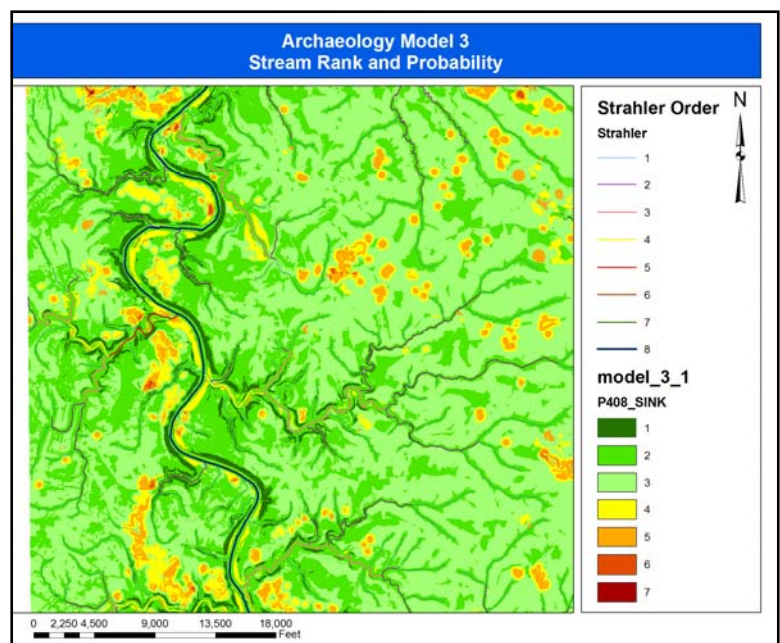 Archaeology Model 3
Stream Rank and Probability
Strahler Order
N
Strahler
1
2
3
4
5
6
7
8
model_3_1
P408_SINK
1
2
3
4
5
6
7
0 2,250 4,500 9,000 13,500 18,000
Feet